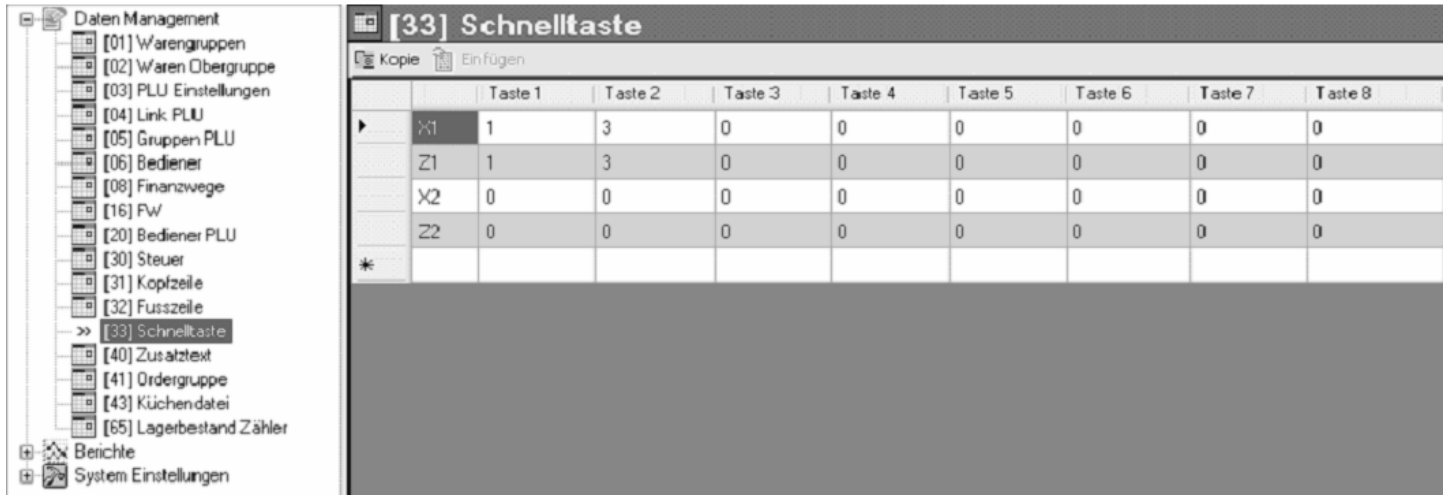 Daten Management
[01] Warengruppen
[02] Waren Obergruppe
[03] PLU Einstellungen
[04] Link PLU
[05] Gruppen PLU
[06] Bediener
[08] Finanzwege
[16] FW
[20] Bediener PLU
[30] Steuer
[31] Kopfzeile
[32] Fusszeile
[33] Schnelltaste
[40] Zusatztext
[41] Ordergruppe
[43] Küchendatei
[65] Lagerbestand Zähler
Berichte
System Einstellungen
[33] Schnelltaste
Kopie Einfügen
Taste 1 Taste 2 Taste 3 Taste 4 Taste 5 Taste 6 Taste 7 Taste 8
X1 1 3 0 0 0 0 0 0
Z1 1 3 0 0 0 0 0 0
X2 0 0 0 0 0 0 0 0
Z2 0 0 0 0 0 0 0 0